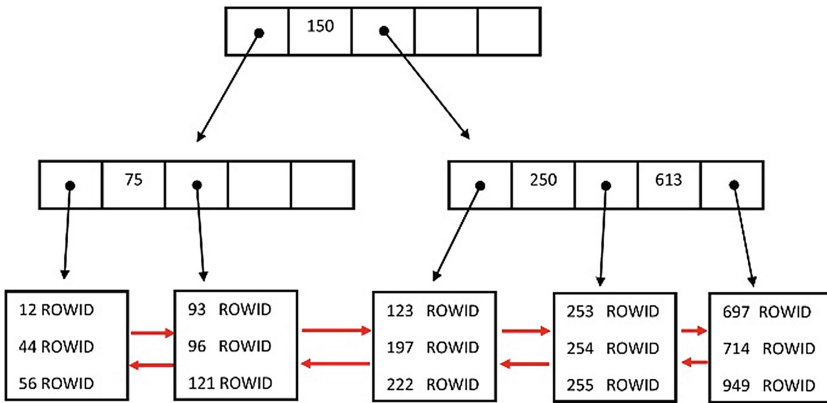 150
75
250 613
12 ROWID
44 ROWID
56 ROWID
93 ROWID
96 ROWID
121 ROWID
123 ROWID
197 ROWID
222 ROWID
253 ROWID
254 ROWID
255 ROWID
697 ROWID
714 ROWID
949 ROWID